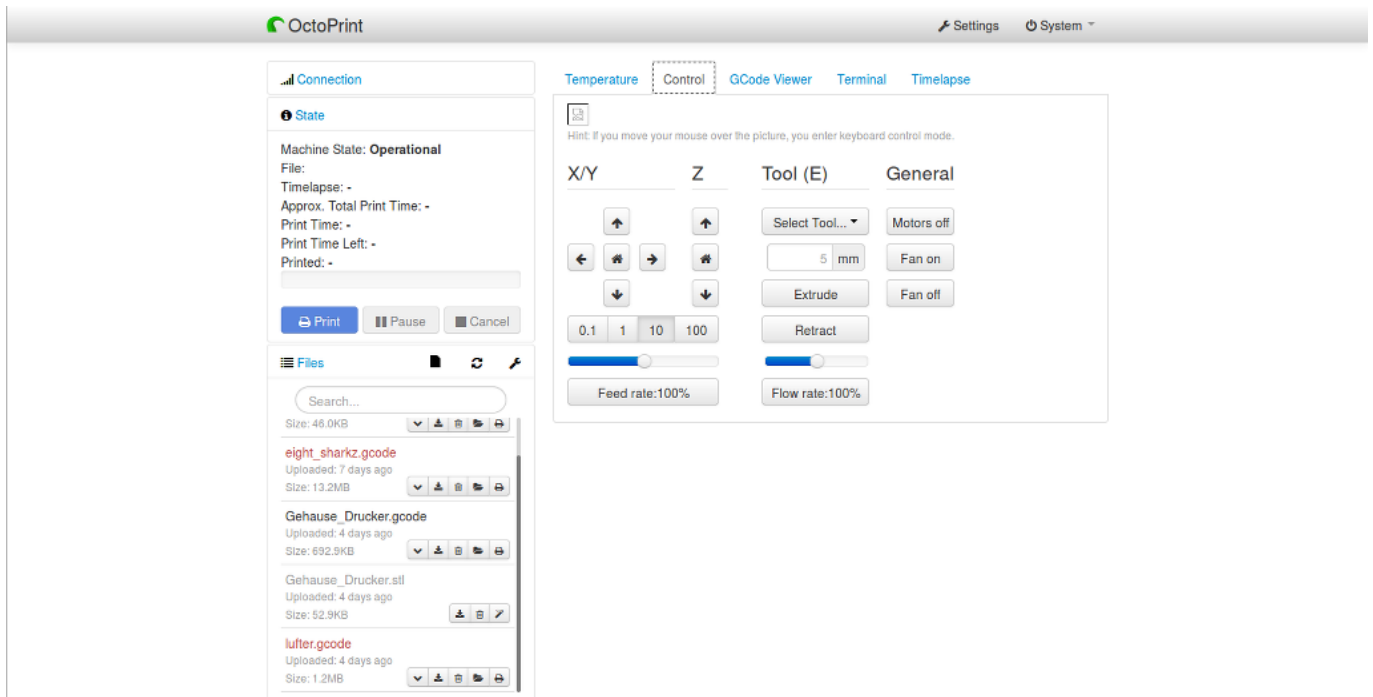 OctoPrint
Settings
System
Connection
State
Machine State: Operational
File:
Timelapse: -
Approx. Total Print Time: -
Print Time: -
Print Time Left: -
Printed: -
Print
Pause
Cancel
Files
Search...
Size: 46.0KB
eight_sharkz.gcode
Uploaded: 7 days ago
Size: 13.2MB
Gehause_Drucker.gcode
Uploaded: 4 days ago
Size: 692.9KB
Gehause_Drucker.stl
Uploaded: 4 days ago
Size: 52.9KB
lufter.gcode
Uploaded: 4 days ago
Size: 1.2MB
Temperature
Control
GCode Viewer
Terminal
Timelapse
Hint: If you move your mouse over the picture, you enter keyboard control mode.
X/Y
Z
Tool (E)
General
Select Tool...
Motors off
5 mm
Fan on
Extrude
Fan off
0.1 1 10 100
Retract
Feed rate:100%
Flow rate:100%